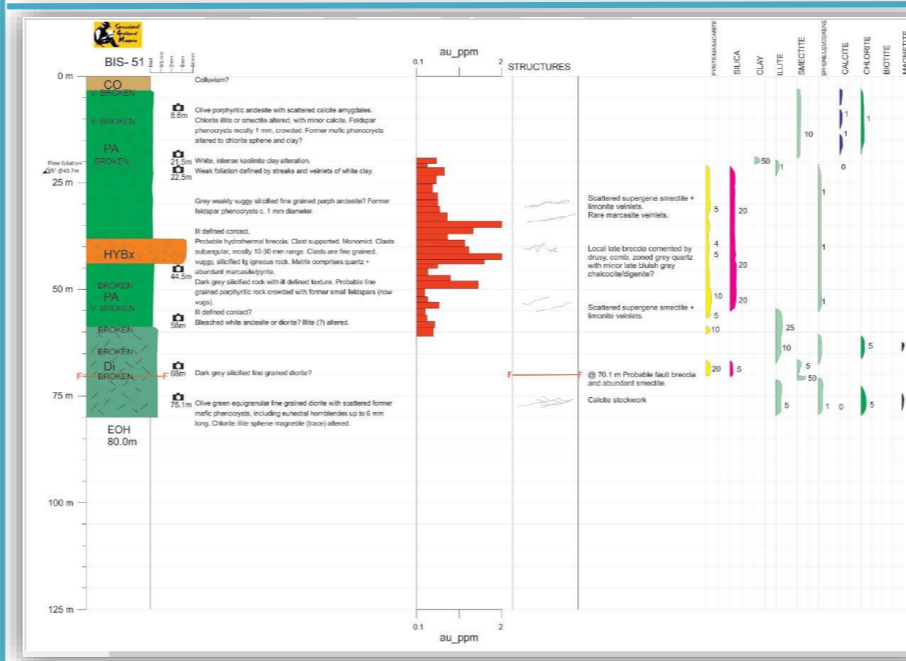 BIS- 51
au_ppm
0.1
2
STRUCTURES
SILICA
CLAY
ILLITE
SMECTITE
CALCITE
CHLORITE
BIOTITE
0 m
CO
V. BROKEN
Colluvium?
8.6m
Olive porphyritic andesite with scattered calcite amygdales.
Chlorite illite or smectite altered, with minor calcite. Feldspar
phenocrysts mostly 1 mm, crowded. Former mafic phenocrysts
altered to chlorite sphene and clay?
V. BROKEN
1
1
10
1
PA
BROKEN
21.5m
White, intense kaolinite clay alteration.
50
1
0
22.5m
Weak foliation defined by streaks and veinlets of white clay.
Flow foliation
25 m
Grey weakly vuggy silicified fine grained porph andesite? Former
feldspar phenocrysts c. 1 mm diameter.
Scattered supergene smectite +
limonite veinlets.
Rare marcasite veinlets.
5
20
1
Ill defined contact.
HYBx
Probable hydrothermal breccia. Clast supported. Monomict. Clasts
subangular, mostly 10-30 mm range. Clasts are fine grained,
vuggy, silicified fg igneous rock. Matrix comprises quartz +
abundant marcasite/pyrite.
Local late breccia cemented by
drusy, comb, zoned grey quartz
with minor late bluish grey
chalcocite/digenite?
4
5
20
1
44.5m
Dark grey silicified rock with ill defined texture. Probable fine
grained porphyritic rock crowded with former small feldspars (now
vugs).
BROKEN
50 m
PA
V. BROKEN
Scattered supergene smectite +
limonite veinlets.
10
5
20
1
Ill defined contact?
58m
Bleached white andesite or diorite? Illite (?) altered.
BROKEN
10
25
BROKEN
10
5
Di
F
BROKEN
F
68m
Dark grey silicified fine grained diorite?
F
F
@ 70.1 m Probable fault breccia
and abundant smectite.
20
5
5
50
75 m
75.1m
Olive green equigranular fine grained diorite with scattered former
mafic phenocrysts, including euhedral hornblendes up to 6 mm
long. Chlorite illite sphene magnetite (trace) altered.
Calcite stockwork
5
1
0
5
EOH
80.0m
100 m
125 m
0.1
2
au_ppm